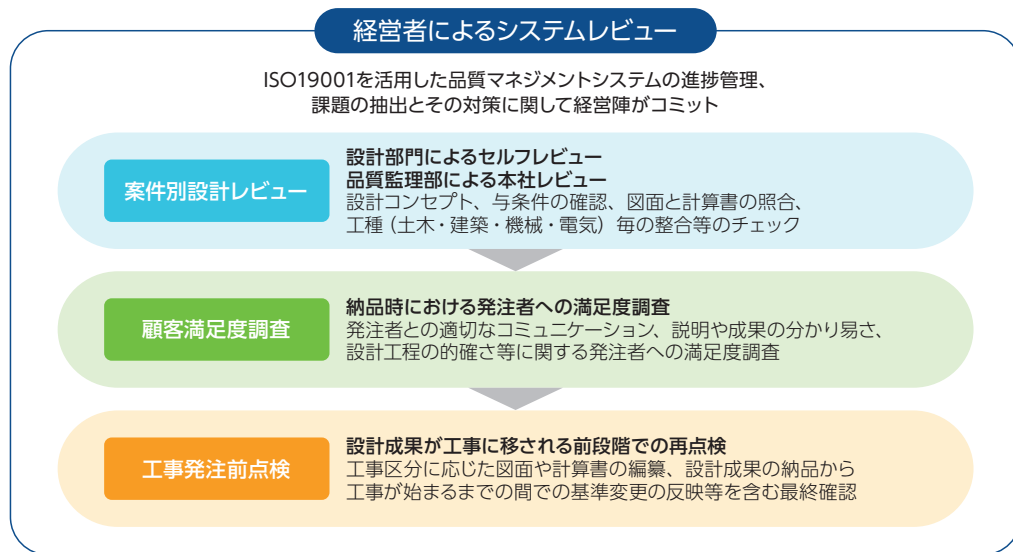 経営者によるシステムレビュー
ISO19001を活用した品質マネジメントシステムの進捗管理、
課題の抽出とその対策に関して経営陣がコミット
案件別設計レビュー
設計部門によるセルフレビュー
品質監理部による本社レビュー
設計コンセプト、与条件の確認、図面と計算書の照合、
工種（土木・建築・機械・電気）毎の整合等のチェック
顧客満足度調査
納品時における発注者への満足度調査
発注者との適切なコミュニケーション、説明や成果の分かり易さ、
設計工程の的確さ等に関する発注者への満足度調査
工事発注前点検
設計成果が工事に移される前段階での再点検
工事区分に応じた図面や計算書の編纂、設計成果の納品から
工事が始まるまでの間での基準変更の反映等を含む最終確認